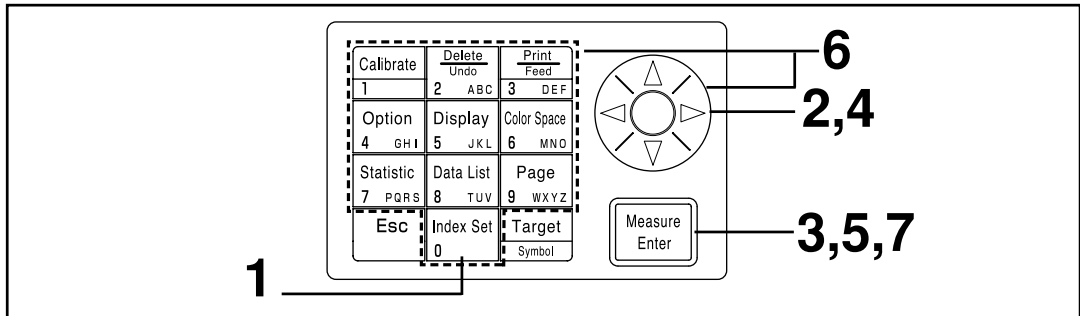 Calibrate Delete Print
Undo Feed
1 2 ABC 3 DEF
Option Display Color Space
4 GHI 5 JKL 6 MNO
Statistic Data List Page
7 PQRS 8 TUV 9 WXYZ
Esc Index Set Target
0 Symbol
Measure
Enter
6
2,4
3,5,7
1